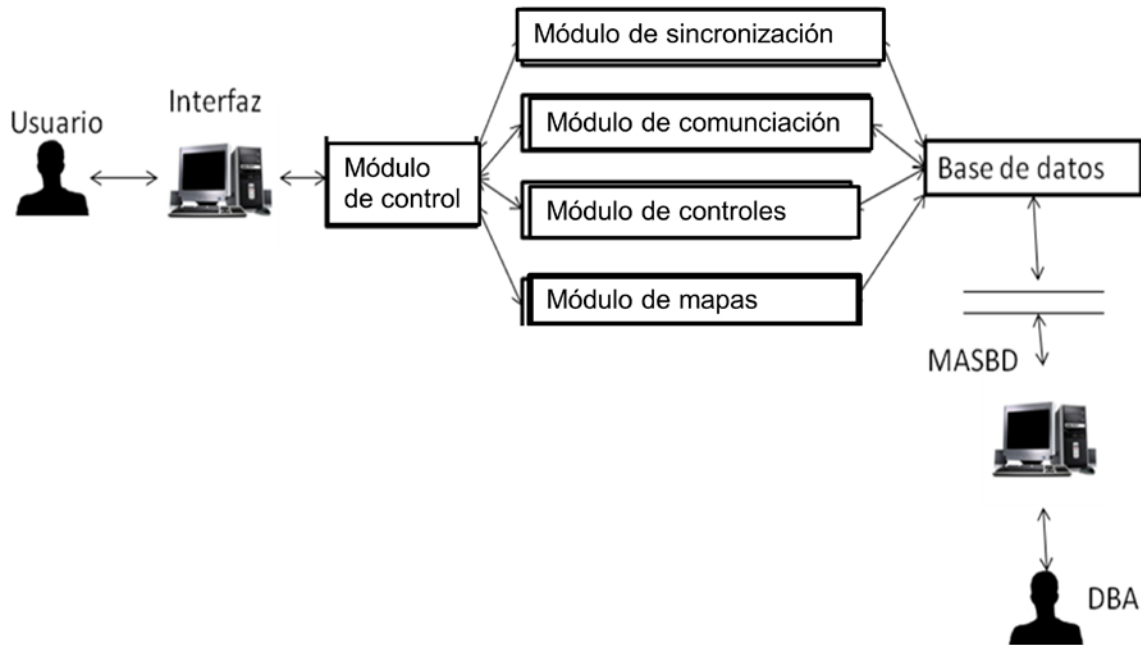 Usuario
Interfaz
Módulo
de control
Módulo de sincronización
Módulo de comunciación
Módulo de controles
Módulo de mapas
Base de datos
MASBD
DBA